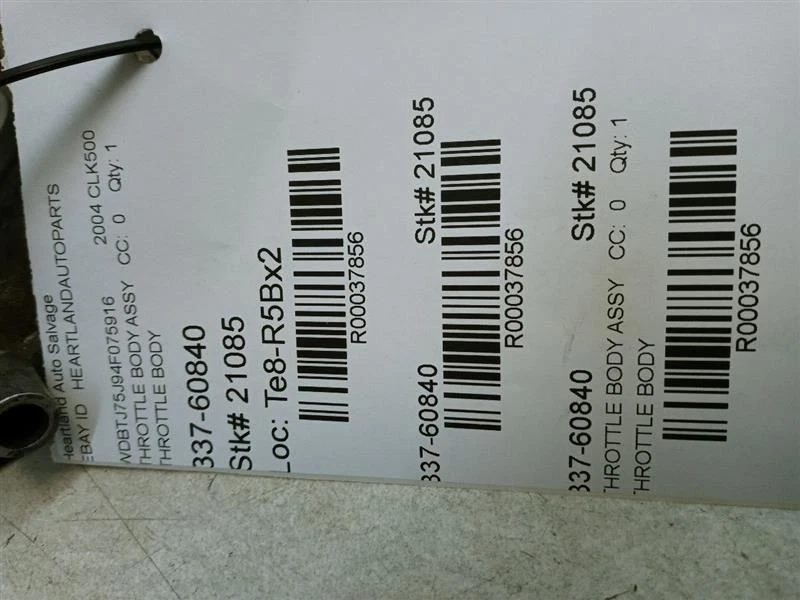 Heartland Auto Salvage
EBAY ID HEARTLANDAUTOPARTS
WDBTJ75J94F075916 2004 CLK500
THROTTLE BODY ASSY CC: 0 Qty: 1
THROTTLE BODY
337-60840
Stk# 21085
Loc: Te8-R5Bx2
R00037856
337-60840 Stk# 21085
R00037856
337-60840 Stk# 21085
THROTTLE BODY ASSY CC: 0 Qty: 1
THROTTLE BODY
R00037856